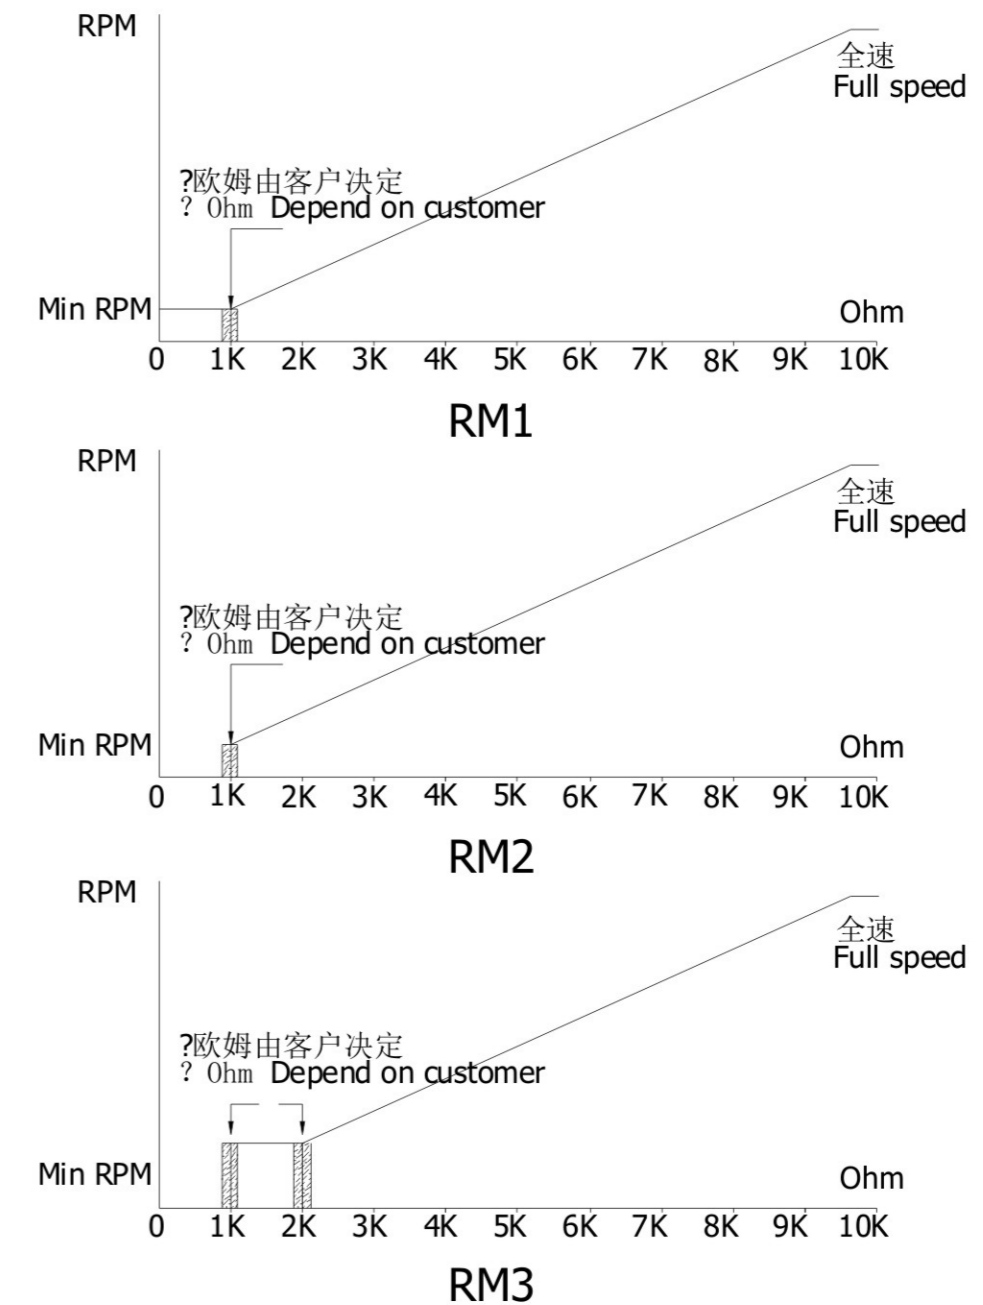 RPM
全速
Full speed
?欧姆由客户决定
? Ohm Depend on customer
Min RPM
Ohm
0 1K 2K 3K 4K 5K 6K 7K 8K 9K 10K
RM1
RPM
全速
Full speed
?欧姆由客户决定
? Ohm Depend on customer
Min RPM
Ohm
0 1K 2K 3K 4K 5K 6K 7K 8K 9K 10K
RM2
RPM
全速
Full speed
?欧姆由客户决定
? Ohm Depend on customer
Min RPM
Ohm
0 1K 2K 3K 4K 5K 6K 7K 8K 9K 10K
RM3